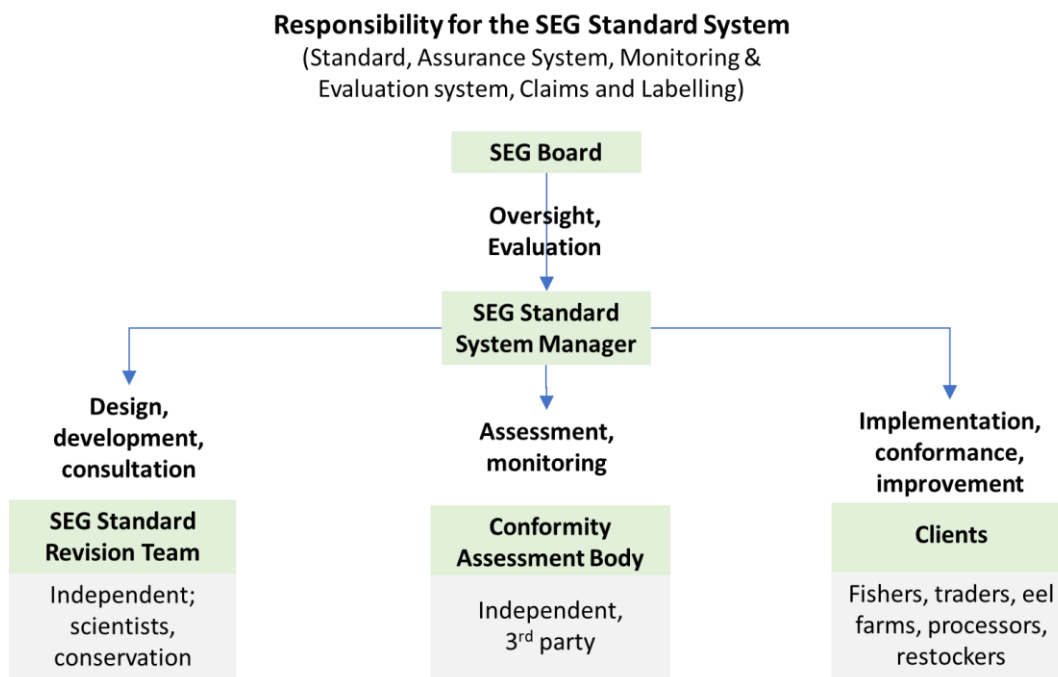 Responsibility for the SEG Standard System
(Standard, Assurance System, Monitoring &
Evaluation system, Claims and Labelling)
SEG Board
Oversight,
Evaluation
SEG Standard
System Manager
Design,
development,
consultation
SEG Standard
Revision Team
Independent;
scientists,
conservation
Assessment,
monitoring
Conformity
Assessment Body
Independent,
3rd party
Implementation,
conformance,
improvement
Clients
Fishers, traders, eel
farms, processors,
restockers